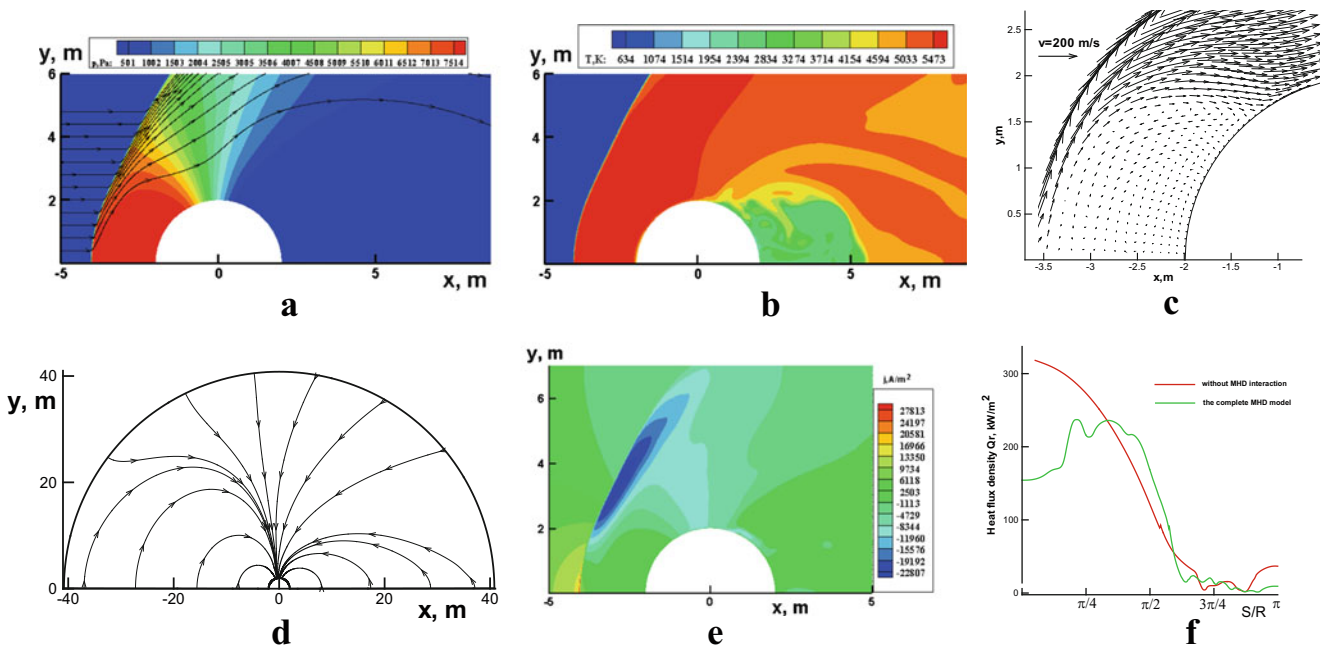 y, m
p,Pa: 501 1002 1503 2004 2505 3005 3506 4007 4508 5009 5510 6011 6512 7013 7514
6
4
2
-5 0 5
x, m
a
y, m
T,K: 634 1074 1514 1954 2394 2834 3274 3714 4154 4594 5033 5473
6
4
2
-5 0 5
x, m
b
2.5
v=200 m/s
2
y,m
1.5
1
0.5
-3.5 -3 -2.5 -2 -1.5 -1
x,m
c
y, m
40
20
0
-40 -20 0 20 40
x, m
d
y, m
j,A/m²
6
4
2
27813
24197
20581
16966
13350
9734
6118
2503
-1113
-4729
-8344
-11960
-15576
-19192
-22807
-5 0 5
x, m
e
Heat flux density Qr, kW/m²
300
200
100
0
without MHD interaction
the complete MHD model
π/4 π/2 3π/4 π
S/R
f